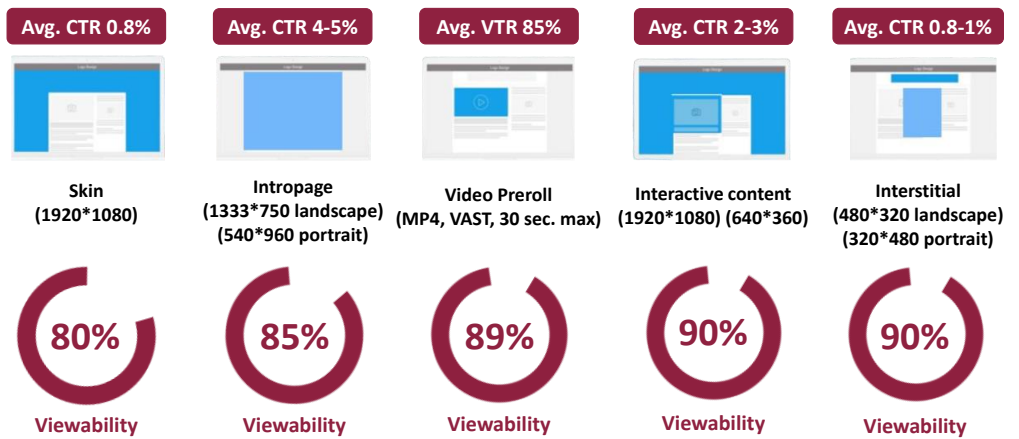 Avg. CTR 0.8%
Avg. CTR 4-5%
Avg. VTR 85%
Avg. CTR 2-3%
Avg. CTR 0.8-1%
Skin
(1920*1080)
Intropage
(1333*750 landscape)
(540*960 portrait)
Video Preroll
(MP4, VAST, 30 sec. max)
Interactive content
(1920*1080) (640*360)
Interstitial
(480*320 landscape)
(320*480 portrait)
80%
Viewability
85%
Viewability
89%
Viewability
90%
Viewability
90%
Viewability